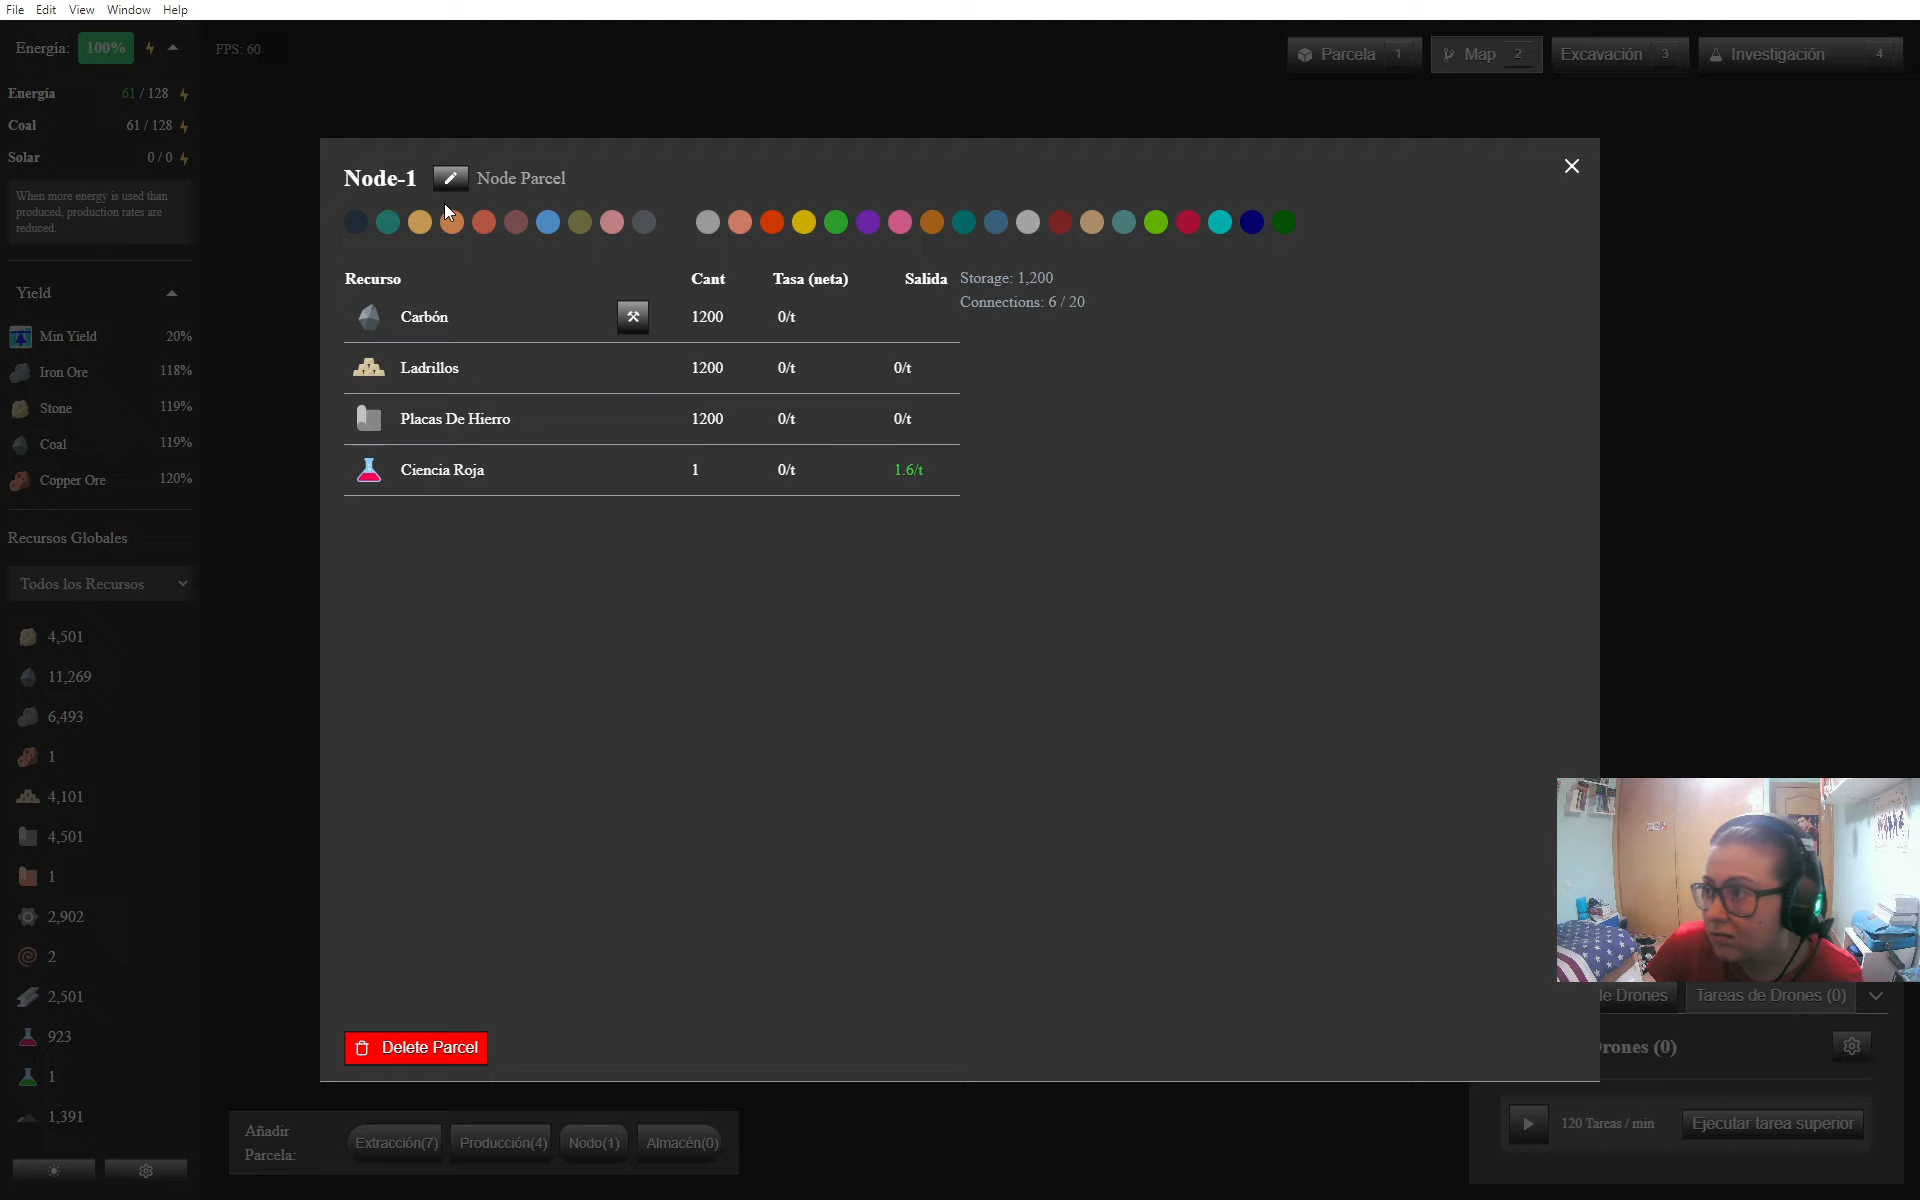 File Edit View Window Help
Energía: 100%
FPS: 60
Parcela 1
Map 2
Excavación 3
Investigación 4
Energía 61 / 128
Coal 61 / 128
Solar 0 / 0
When more energy is used than
produced, production rates are
reduced.
Yield
Min Yield 20%
Iron Ore 118%
Stone 119%
Coal 119%
Copper Ore 120%
Recursos Globales
Todos los Recursos
4,501
11,269
6,493
1
4,101
4,501
1
2,902
2
2,501
923
1
1,391
Node-1 Node Parcel
Recurso Cant Tasa (neta) Salida
Carbón 1200 0/t
Ladrillos 1200 0/t 0/t
Placas De Hierro 1200 0/t 0/t
Ciencia Roja 1 0/t 1.6/t
Storage: 1,200
Connections: 6 / 20
Delete Parcel
Añadir
Parcela:
Extracción(7)
Producción(4)
Nodo(1)
Almacén(0)
de Drones
Tareas de Drones (0)
Drones (0)
120 Tareas / min
Ejecutar tarea superior